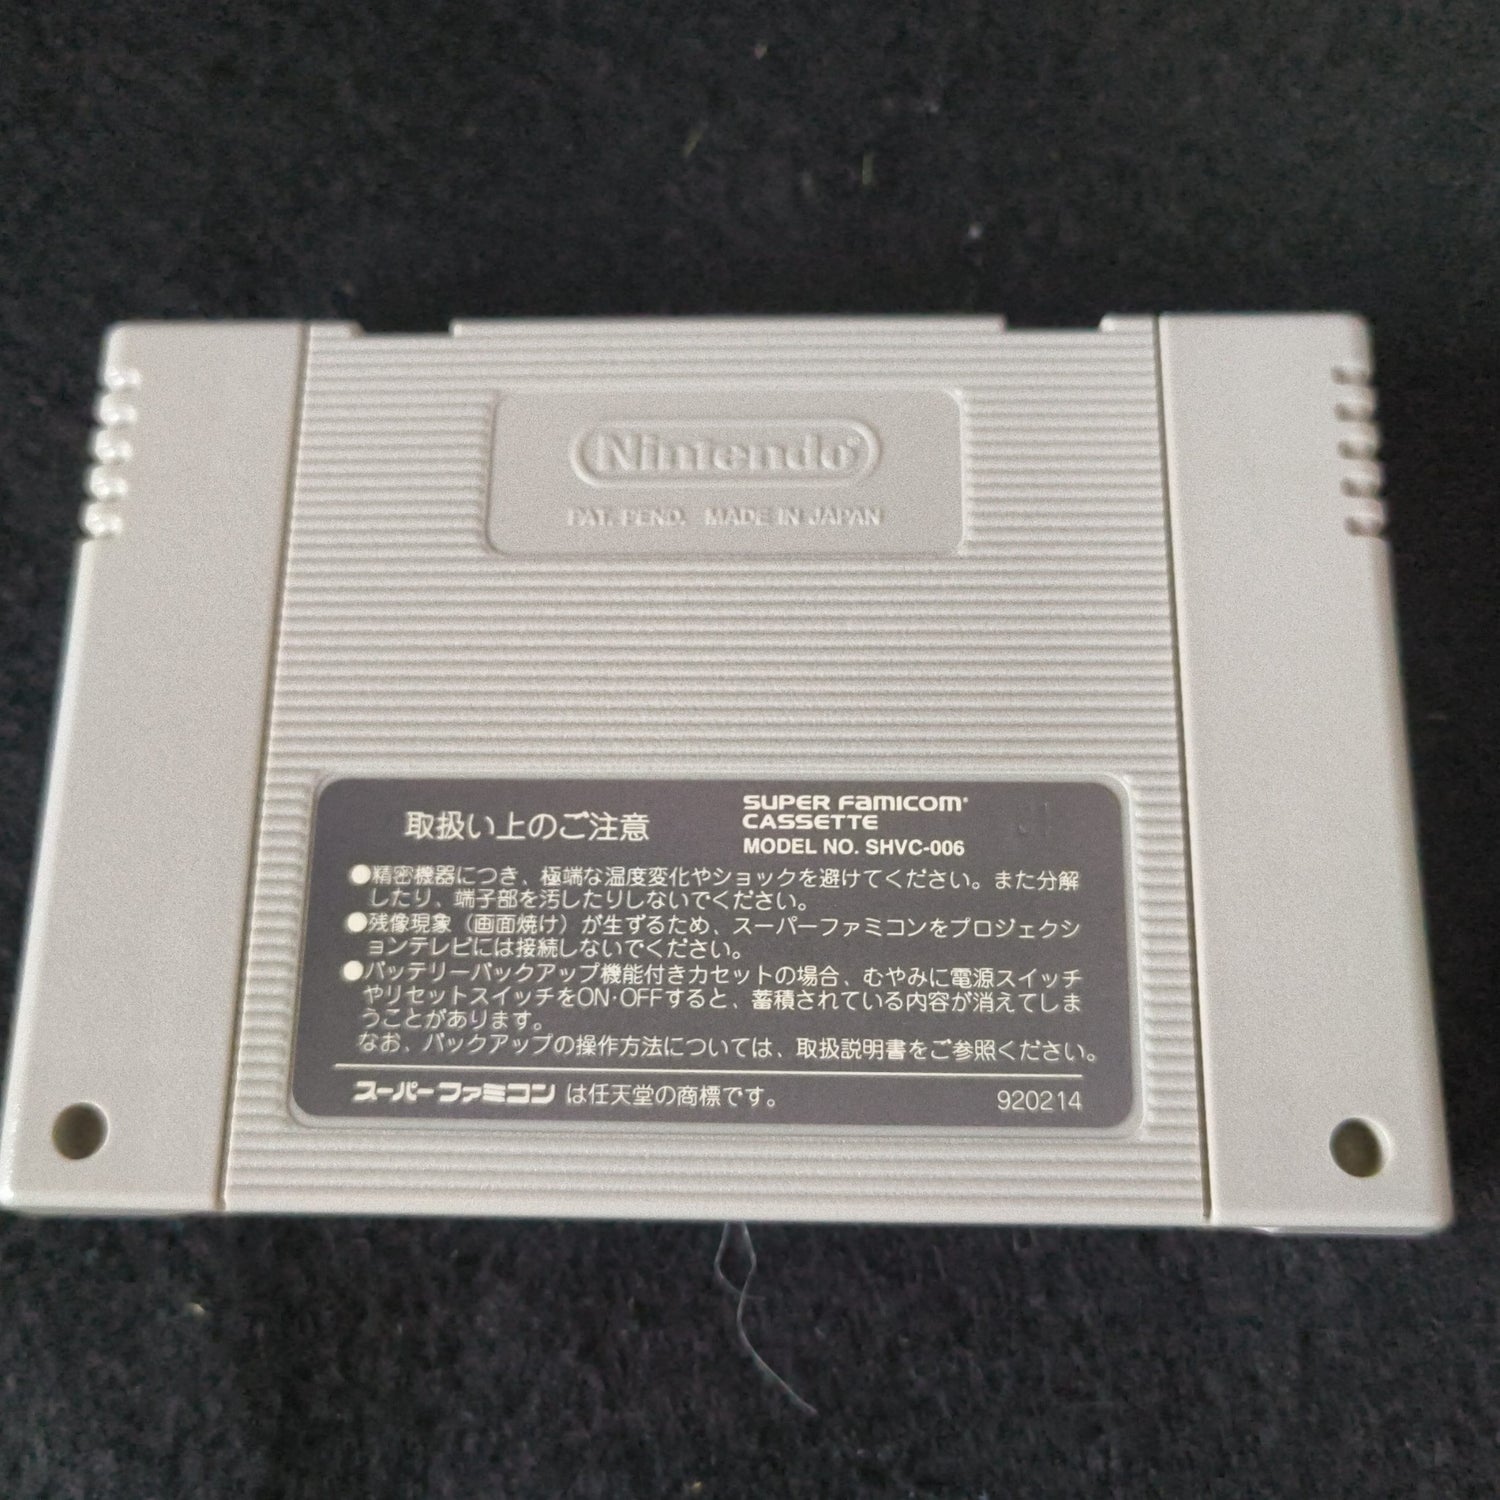 Nintendo®
PAT. PEND. MADE IN JAPAN
取扱い上のご注意
SUPER FAMICOM®
CASSETTE
MODEL NO. SHVC-006
●精密機器につき、極端な温度変化やショックを避けてください。また分解
したり、端子部を汚したりしないでください。
●残像現象（画面焼け）が生ずるため、スーパーファミコンをプロジェクシ
ョンテレビには接続しないでください。
●バッテリーバックアップ機能付きカセットの場合、むやみに電源スイッチ
やリセットスイッチをON・OFFすると、蓄積されている内容が消えてしま
うことがあります。
なお、バックアップの操作方法については、取扱説明書をご参照ください。
スーパーファミコン は任天堂の商標です。
920214